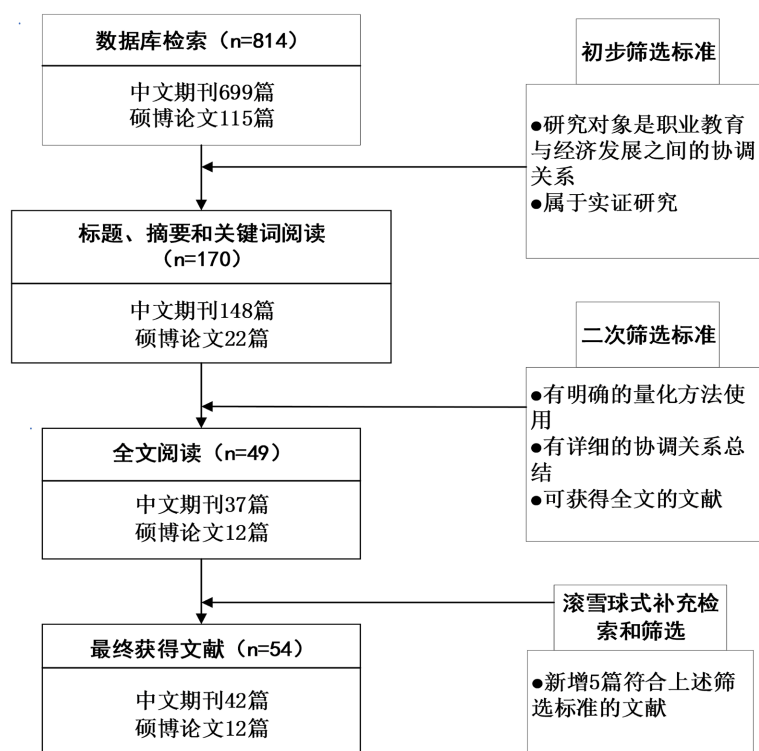 数据库检索（n=814）
中文期刊699篇
硕博论文115篇
初步筛选标准
●研究对象是职业教育
与经济发展之间的协调
关系
●属于实证研究
标题、摘要和关键词阅读
（n=170）
中文期刊148篇
硕博论文22篇
二次筛选标准
●有明确的量化方法使
用
●有详细的协调关系总
结
●可获得全文的文献
全文阅读（n=49）
中文期刊37篇
硕博论文12篇
滚雪球式补充检
索和筛选
●新增5篇符合上述筛
选标准的文献
最终获得文献（n=54）
中文期刊42篇
硕博论文12篇